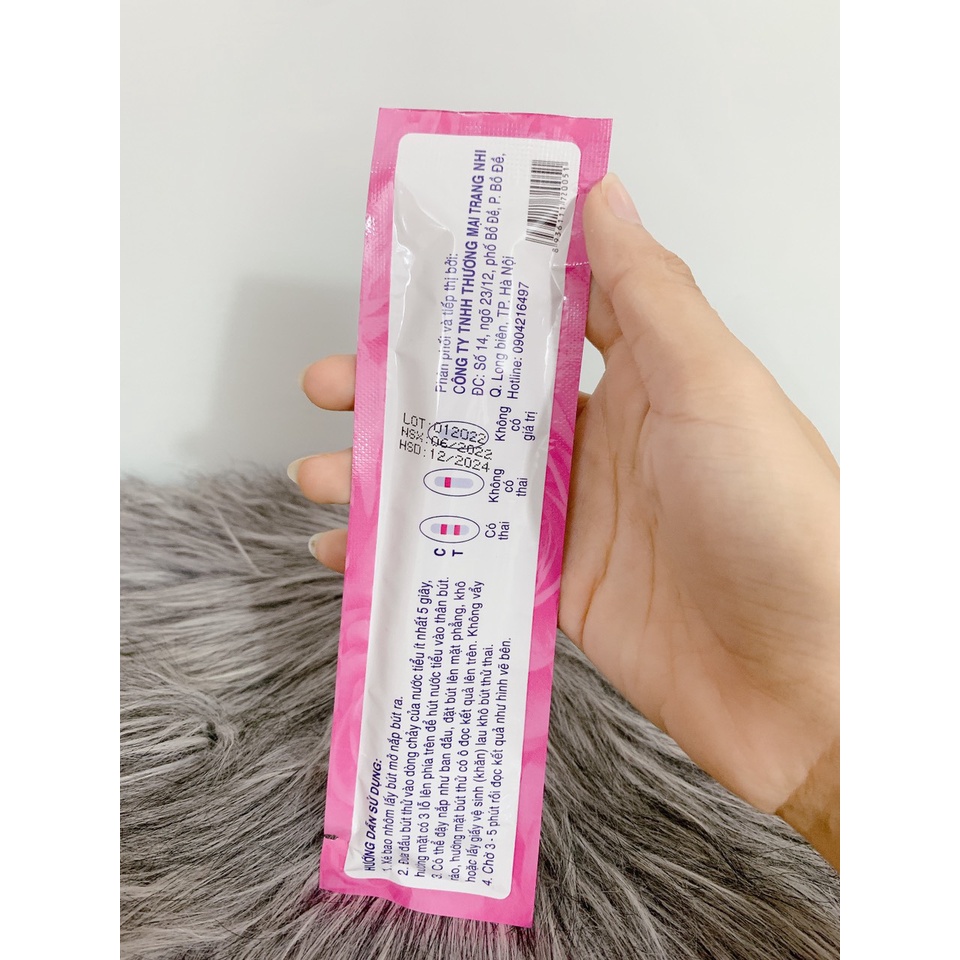 HƯỚNG DẪN SỬ DỤNG:
1. Xé bao nhôm lấy bút mở nắp bút ra.
2. Đưa đầu bút thử vào dòng chảy của nước tiểu ít nhất 5 giây,
hứng mặt có 3 lỗ lên phía trên để hút nước tiểu vào thân bút.
3. Có thể đậy nắp như ban đầu, đặt bút lên mặt phẳng, khô
ráo, hướng mặt bút thử có ô đọc kết quả lên trên. Không vẩy
hoặc lấy giấy vệ sinh (khăn) lau khô bút thử thai.
4. Chờ 3 - 5 phút rồi đọc kết quả như hình vẽ bên.
C
T
Có
thai
Không
có
thai
Không
có
giá trị
LOT: 012022
NSX: 06/2022
HSD: 12/2024
Phân phối và tiếp thị bởi:
CÔNG TY TNHH THƯƠNG MẠI TRANG NHI
ĐC: Số 14, ngõ 23/12, phố Bồ Đề, P. Bồ Đề,
Q. Long biên, TP. Hà Nội
Hotline: 0904216497